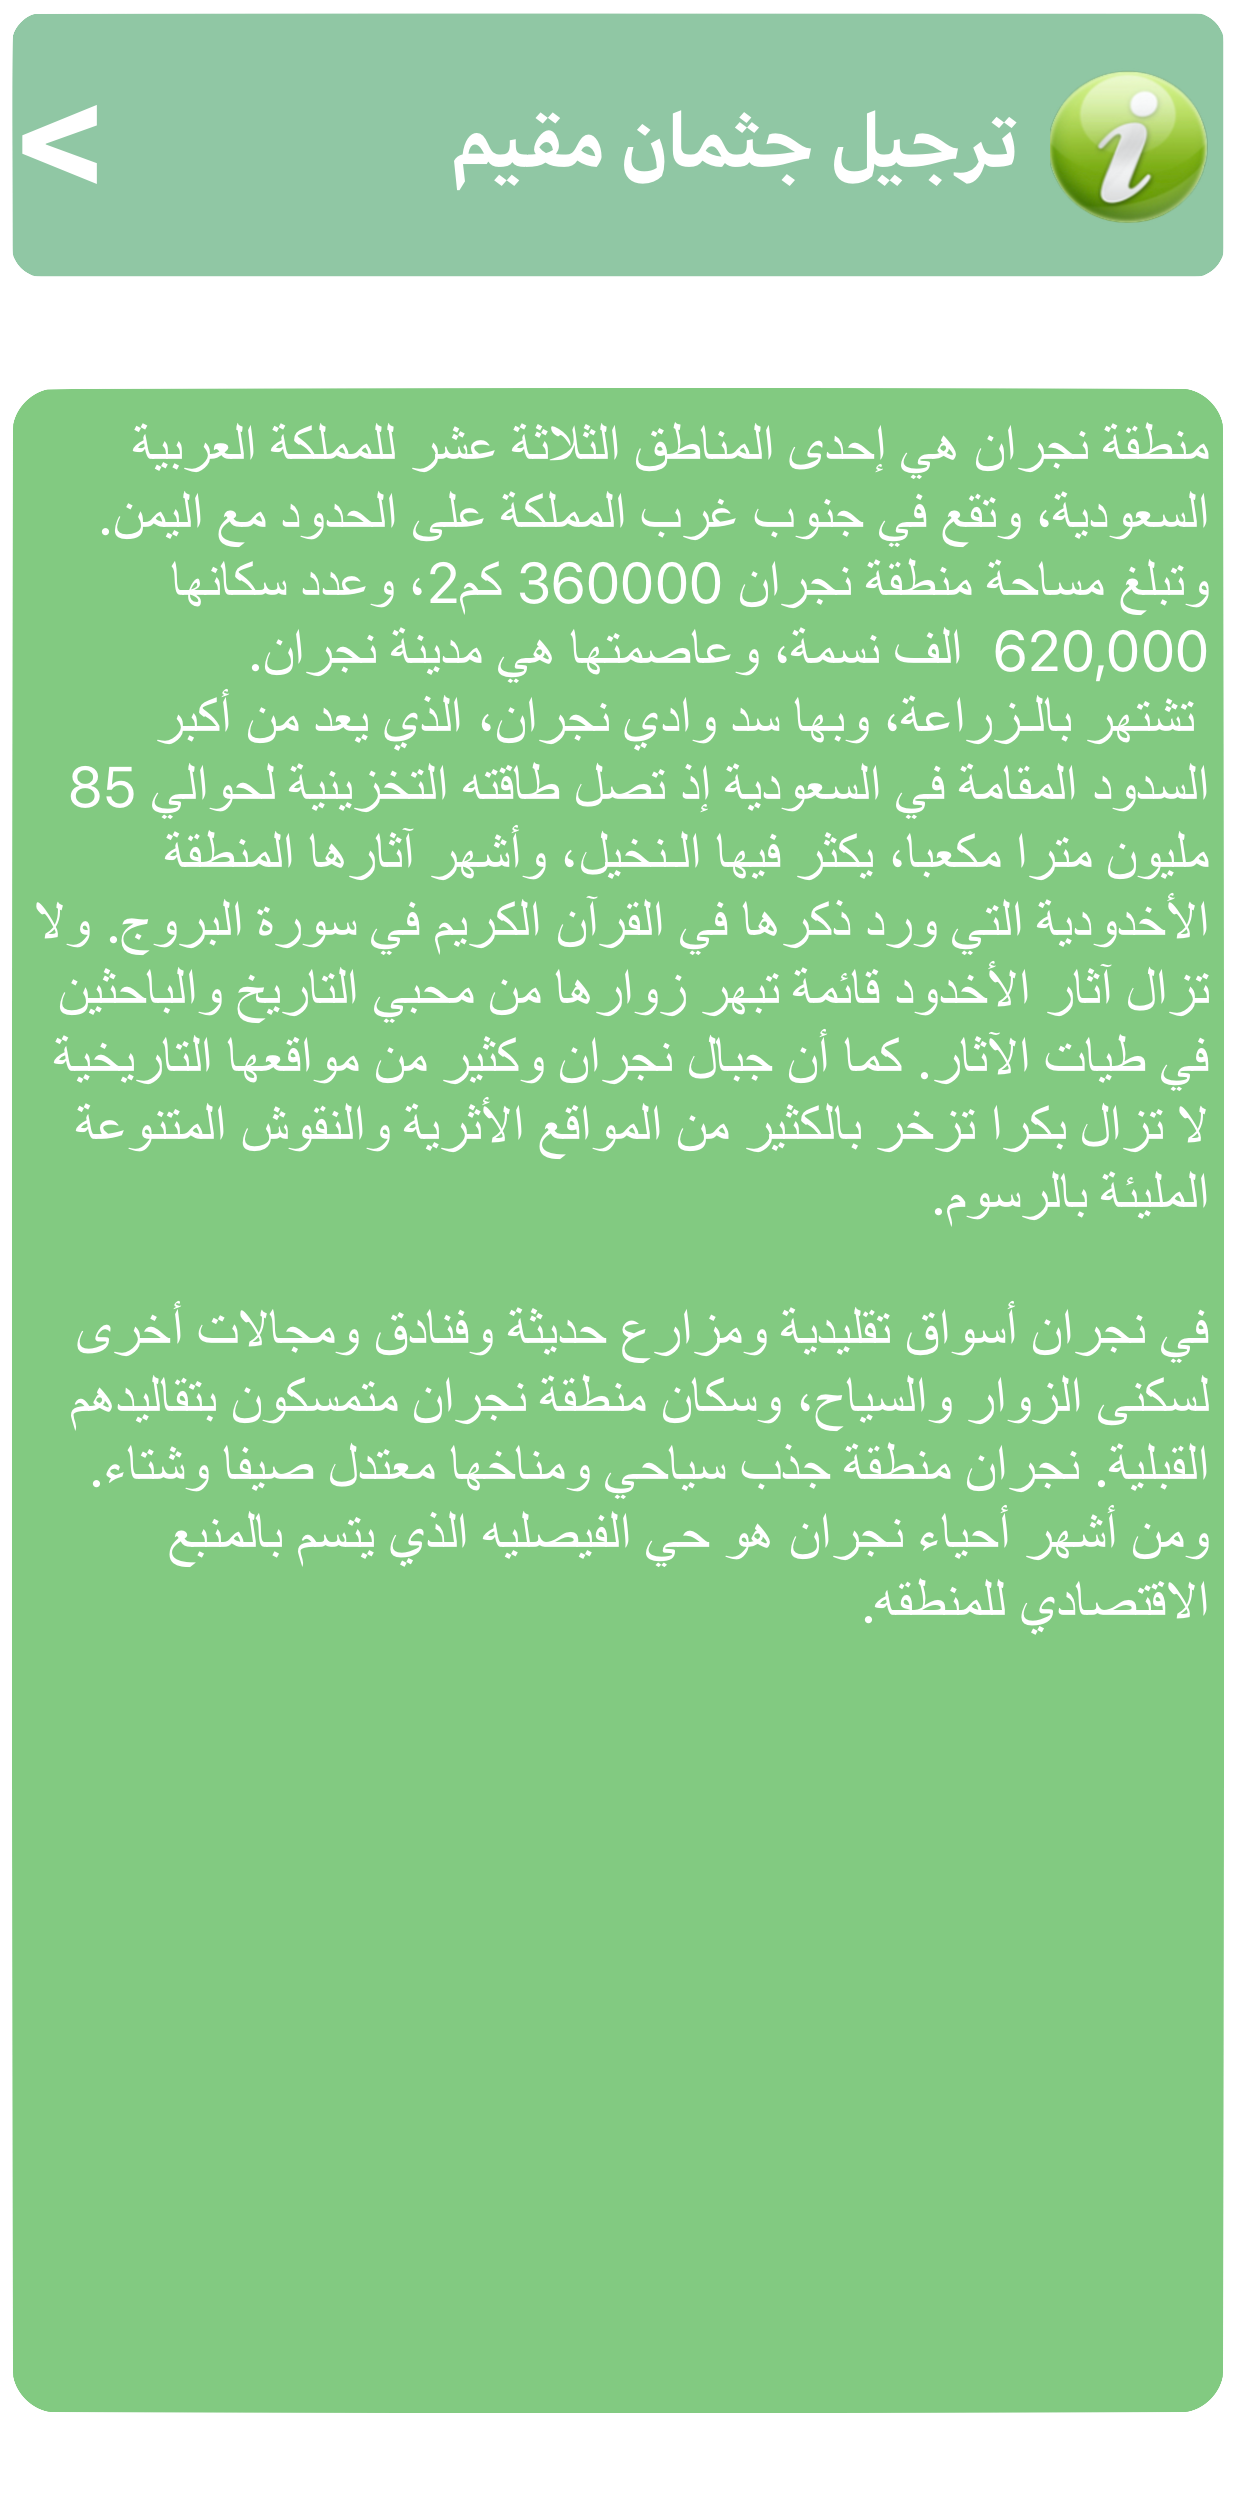 ترحيل جثمان مقيم
<
منطقة نجران هي إحدى المناطق الثلاثة عشر للمملكة العربية
السعودية، وتقع في جنوب غرب المملكة على الحدود مع اليمن.
وتبلغ مساحة منطقة نجران 360000 كم2، وعدد سكانها
620,000 ألف نسمة، وعاصمتها هي مدينة نجران.
تشتهر بالزراعة، وبها سد وادي نجران، الذي يعد من أكبر
السدود المقامة في السعودية إذ تصل طاقته التخزينية لحوالي 85
مليون مترا مكعبا، يكثر فيها النخيل، وأشهر آثارها المنطقة
الأخدودية التي ورد ذكرها في القرآن الكريم في سورة البروج. ولا
تزال آثار الأخدود قائمة تبهر زوارها من محبي التاريخ والباحثين
في طيات الآثار. كما أن جبال نجران وكثير من مواقعها التاريخية
لا تزال بكرا تزخر بالكثير من المواقع الأثرية والنقوش المتنوعة
المليئة بالرسوم.
في نجران أسواق تقليدية ومزارع حديثة وفنادق ومجالات أخرى
لسكنى الزوار والسياح، وسكان منطقة نجران متمسكون بتقاليدهم
القبلية. نجران منطقة جذب سياحي ومناخها معتدل صيفا وشتاء.
ومن أشهر أحياء نجران هو حي الفيصليه الذي يتسم بالمنبع
الاقتصادي للمنطقه.